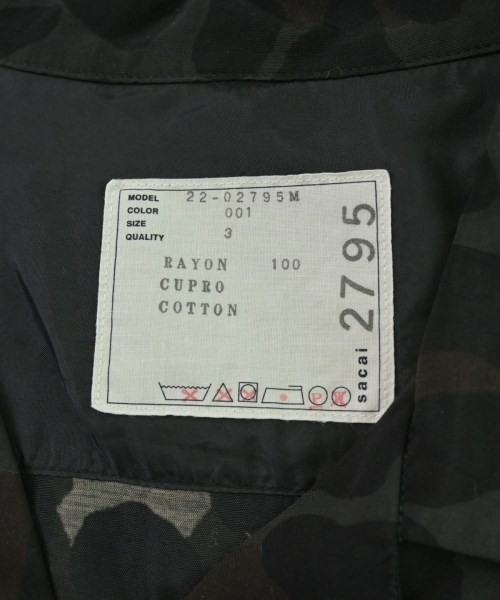 MODEL 22-02795M
COLOR 001
SIZE 3
QUALITY
RAYON 100
CUPRO
COTTON
P W
sacai 2795